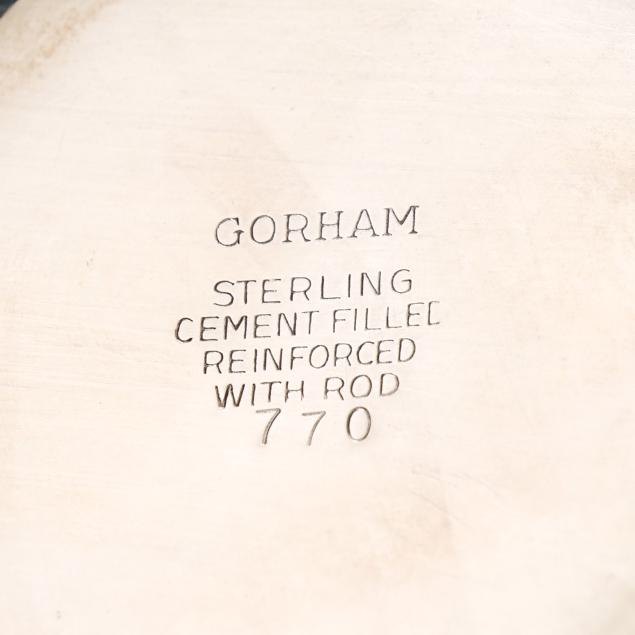 GORHAM
STERLING
CEMENT FILLED
REINFORCED
WITH ROD
770